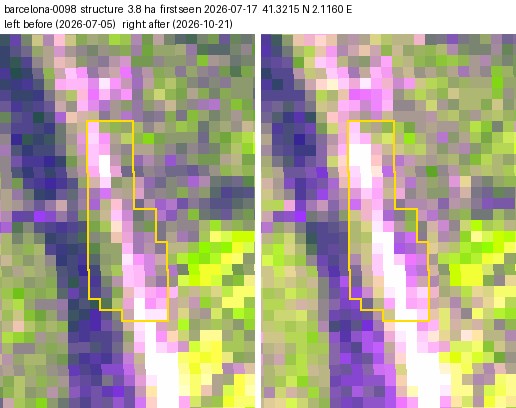 barcelona-0098 structure 3.8 ha firstseen 2026-07-17 41.3215 N 2.1160 E
left before (2026-07-05) right after (2026-10-21)